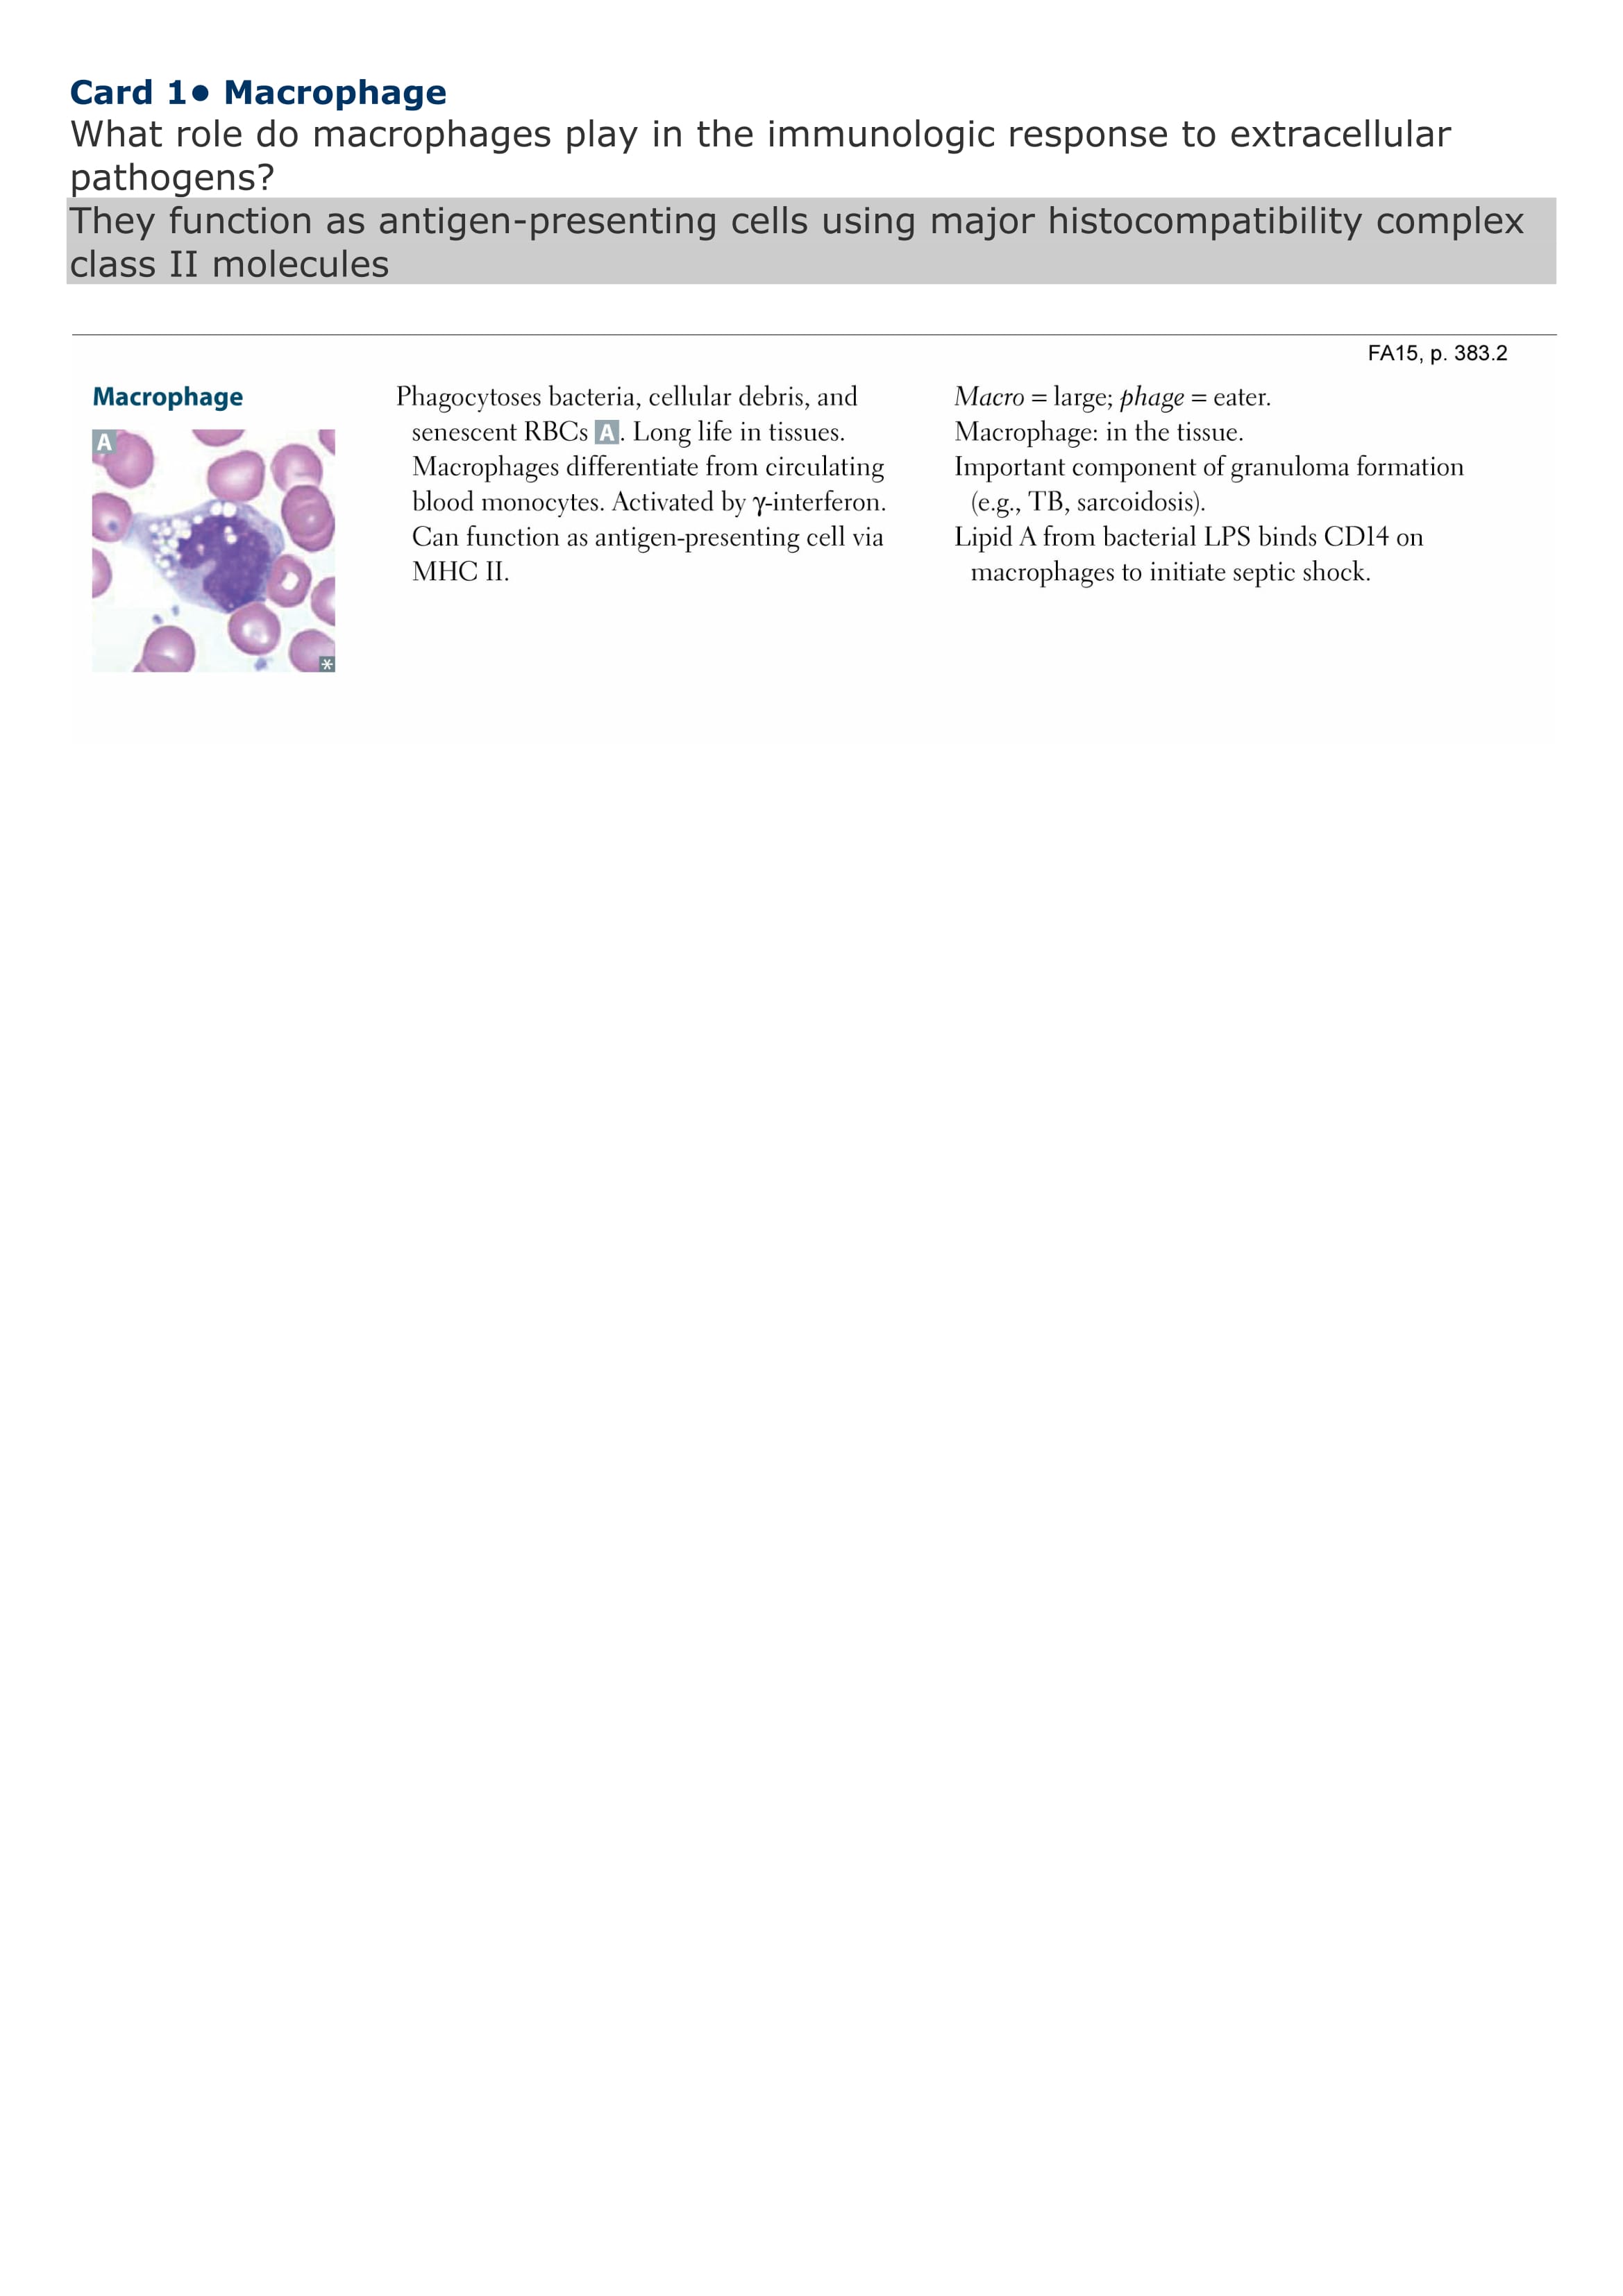 Card 1• Macrophage
What role do macrophages play in the immunologic response to extracellular
pathogens?
They function as antigen-presenting cells using major histocompatibility complex
class II molecules
FA15, p. 383.2
Macrophage
A
*
Phagocytoses bacteria, cellular debris, and
senescent RBCs A. Long life in tissues.
Macrophages differentiate from circulating
blood monocytes. Activated by γ-interferon.
Can function as antigen-presenting cell via
MHC II.
Macro = large; phage = eater.
Macrophage: in the tissue.
Important component of granuloma formation
(e.g., TB, sarcoidosis).
Lipid A from bacterial LPS binds CD14 on
macrophages to initiate septic shock.